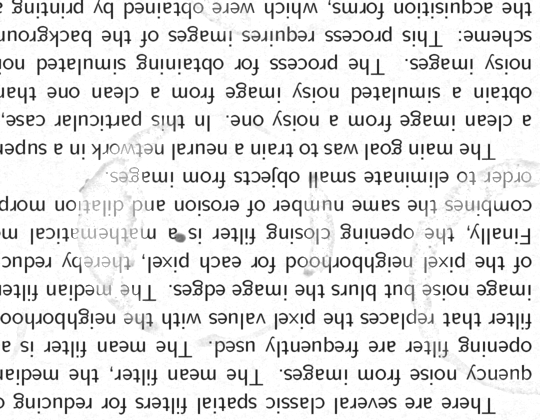 There are several classic spatial filters for reducing
quency noise from images. The mean filter, the median
opening filter are frequently used. The mean filter is a
filter that replaces the pixel values with the neighborhoo
image noise but blurs the image edges. The median filte
of the pixel neighborhood for each pixel, thereby reduc
Finally, the opening closing filter is a mathematical m
combines the same number of erosion and dilation morp
order to eliminate small objects from images.
The main goal was to train a neural network in a supe
a clean image from a noisy one. In this particular case,
obtain a simulated noisy image from a clean one than
noisy images. The process for obtaining simulated noi
scheme: This process requires images of the backgroun
the acquisition forms, which were obtained by printing